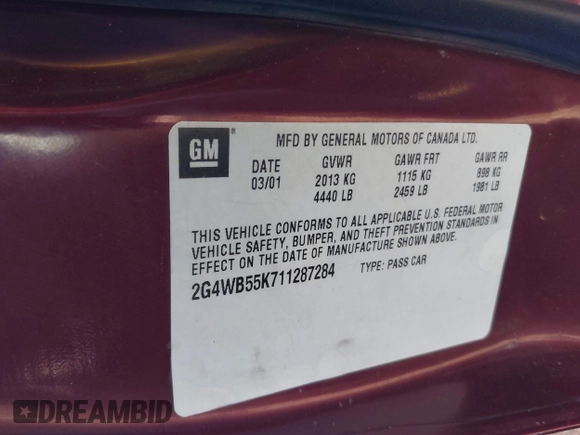 GM
MFD BY GENERAL MOTORS OF CANADA LTD.
DATE GVWR GAWR FRT GAWR RR
03/01 2013 KG 1115 KG 898 KG
4440 LB 2459 LB 1981 LB
THIS VEHICLE CONFORMS TO ALL APPLICABLE U.S. FEDERAL MOTOR
VEHICLE SAFETY, BUMPER, AND THEFT PREVENTION STANDARDS IN
EFFECT ON THE DATE OF MANUFACTURE SHOWN ABOVE.
2G4WB55K711287284 TYPE: PASS CAR
DREAMBID